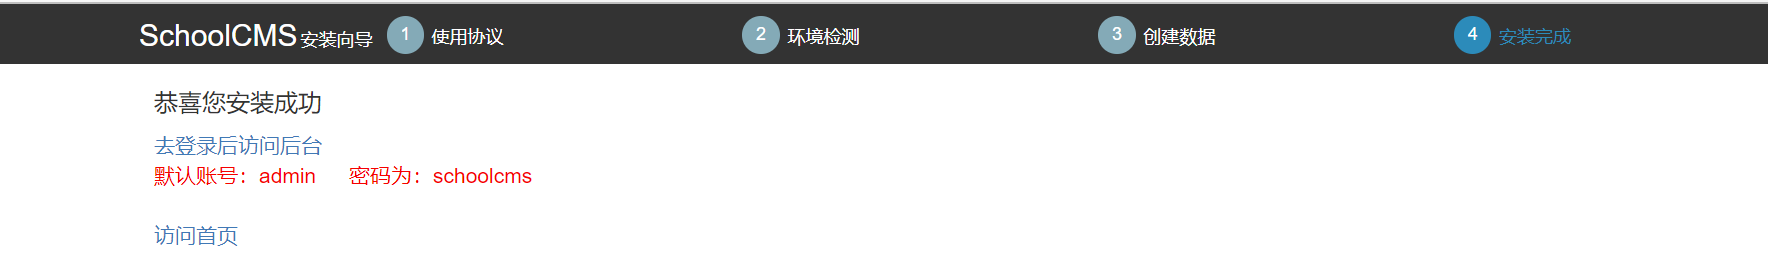 SchoolCMS 安装向导 1 使用协议 2 环境检测 3 创建数据 4 安装完成
恭喜您安装成功
去登录后访问后台
默认账号：admin 密码为：schoolcms
访问首页